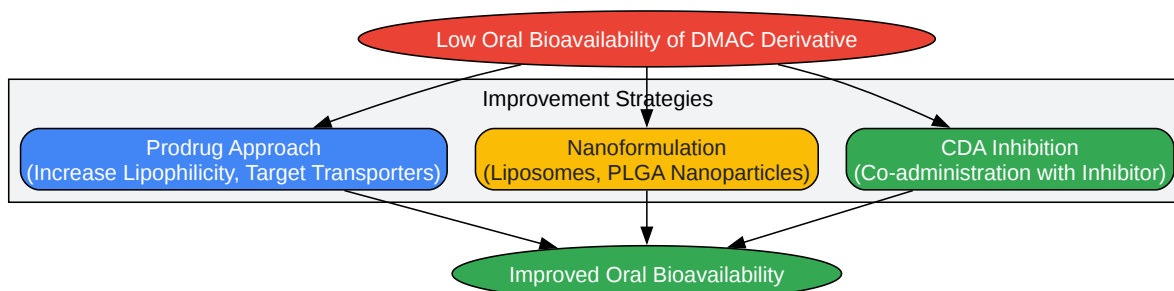 Low Oral Bioavailability of DMAC Derivative
Improvement Strategies
Prodrug Approach
(Increase Lipophilicity, Target Transporters)
Nanoformulation
(Liposomes, PLGA Nanoparticles)
CDA Inhibition
(Co-administration with Inhibitor)
Improved Oral Bioavailability